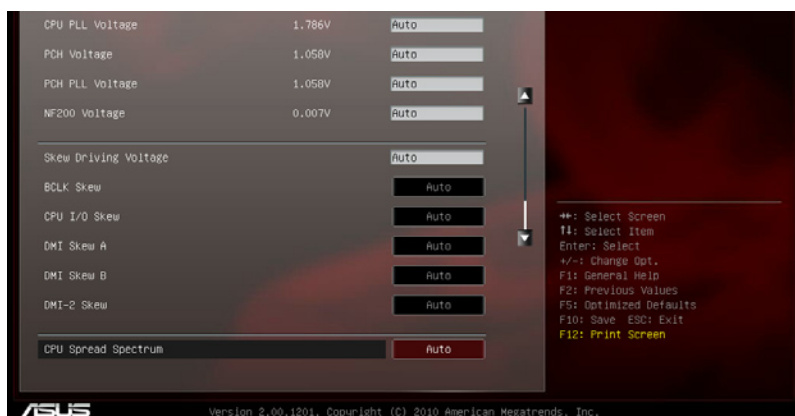 CPU PLL Voltage 1.786V Auto
PCH Voltage 1.058V Auto
PCH PLL Voltage 1.058V Auto
NF200 Voltage 0.007V Auto
Skew Driving Voltage Auto
BCLK Skew Auto
CPU I/O Skew Auto
DMI Skew A Auto
DMI Skew B Auto
DMI-2 Skew Auto
CPU Spread Spectrum Auto
→←: Select Screen
↑↓: Select Item
Enter: Select
+/-: Change Opt.
F1: General Help
F2: Previous Values
F5: Optimized Defaults
F10: Save ESC: Exit
F12: Print Screen
ASUS
Version 2.00.1201. Copyright (C) 2010 American Megatrends, Inc.